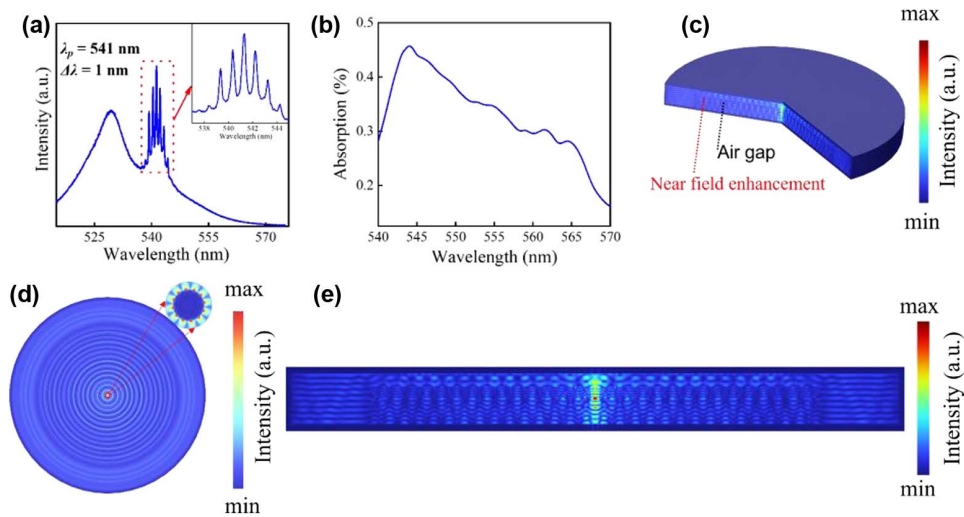 (a)
λp = 541 nm
Δλ = 1 nm
Intensity (a.u.)
538 540 542 544
Wavelength (nm)
525 540 555 570
Wavelength (nm)
(b)
Absorption (%)
0.5
0.4
0.3
0.2
540 545 550 555 560 565 570
Wavelength (nm)
(c)
Air gap
Near field enhancement
max
Intensity (a.u.)
min
(d)
max
Intensity (a.u.)
min
(e)
max
Intensity (a.u.)
min